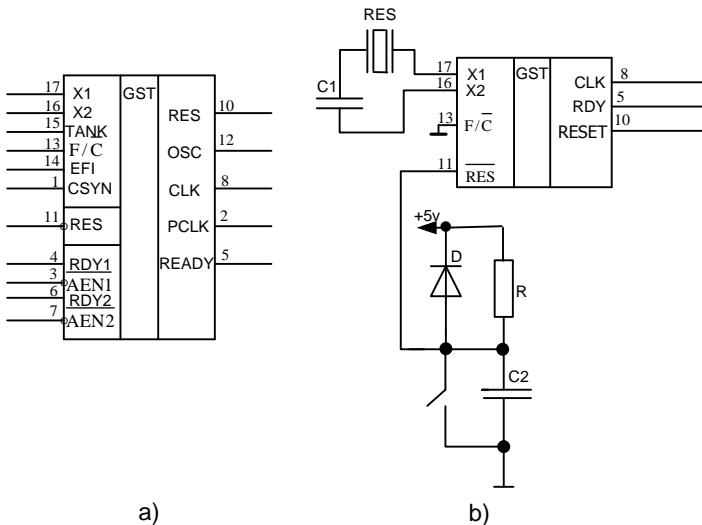 17 X1 GST
16 X2 RES 10
15 TANK
13 F/C OSC 12
14 EFI
1 CSYN CLK 8
11 RES PCLK 2
4 RDY1 READY 5
3 AEN1
6 RDY2
7 AEN2
a)
RES
C1
17 X1 GST CLK 8
16 X2
RDY 5
13 F/C RESET 10
11 RES
+5v
D
R
C2
b)